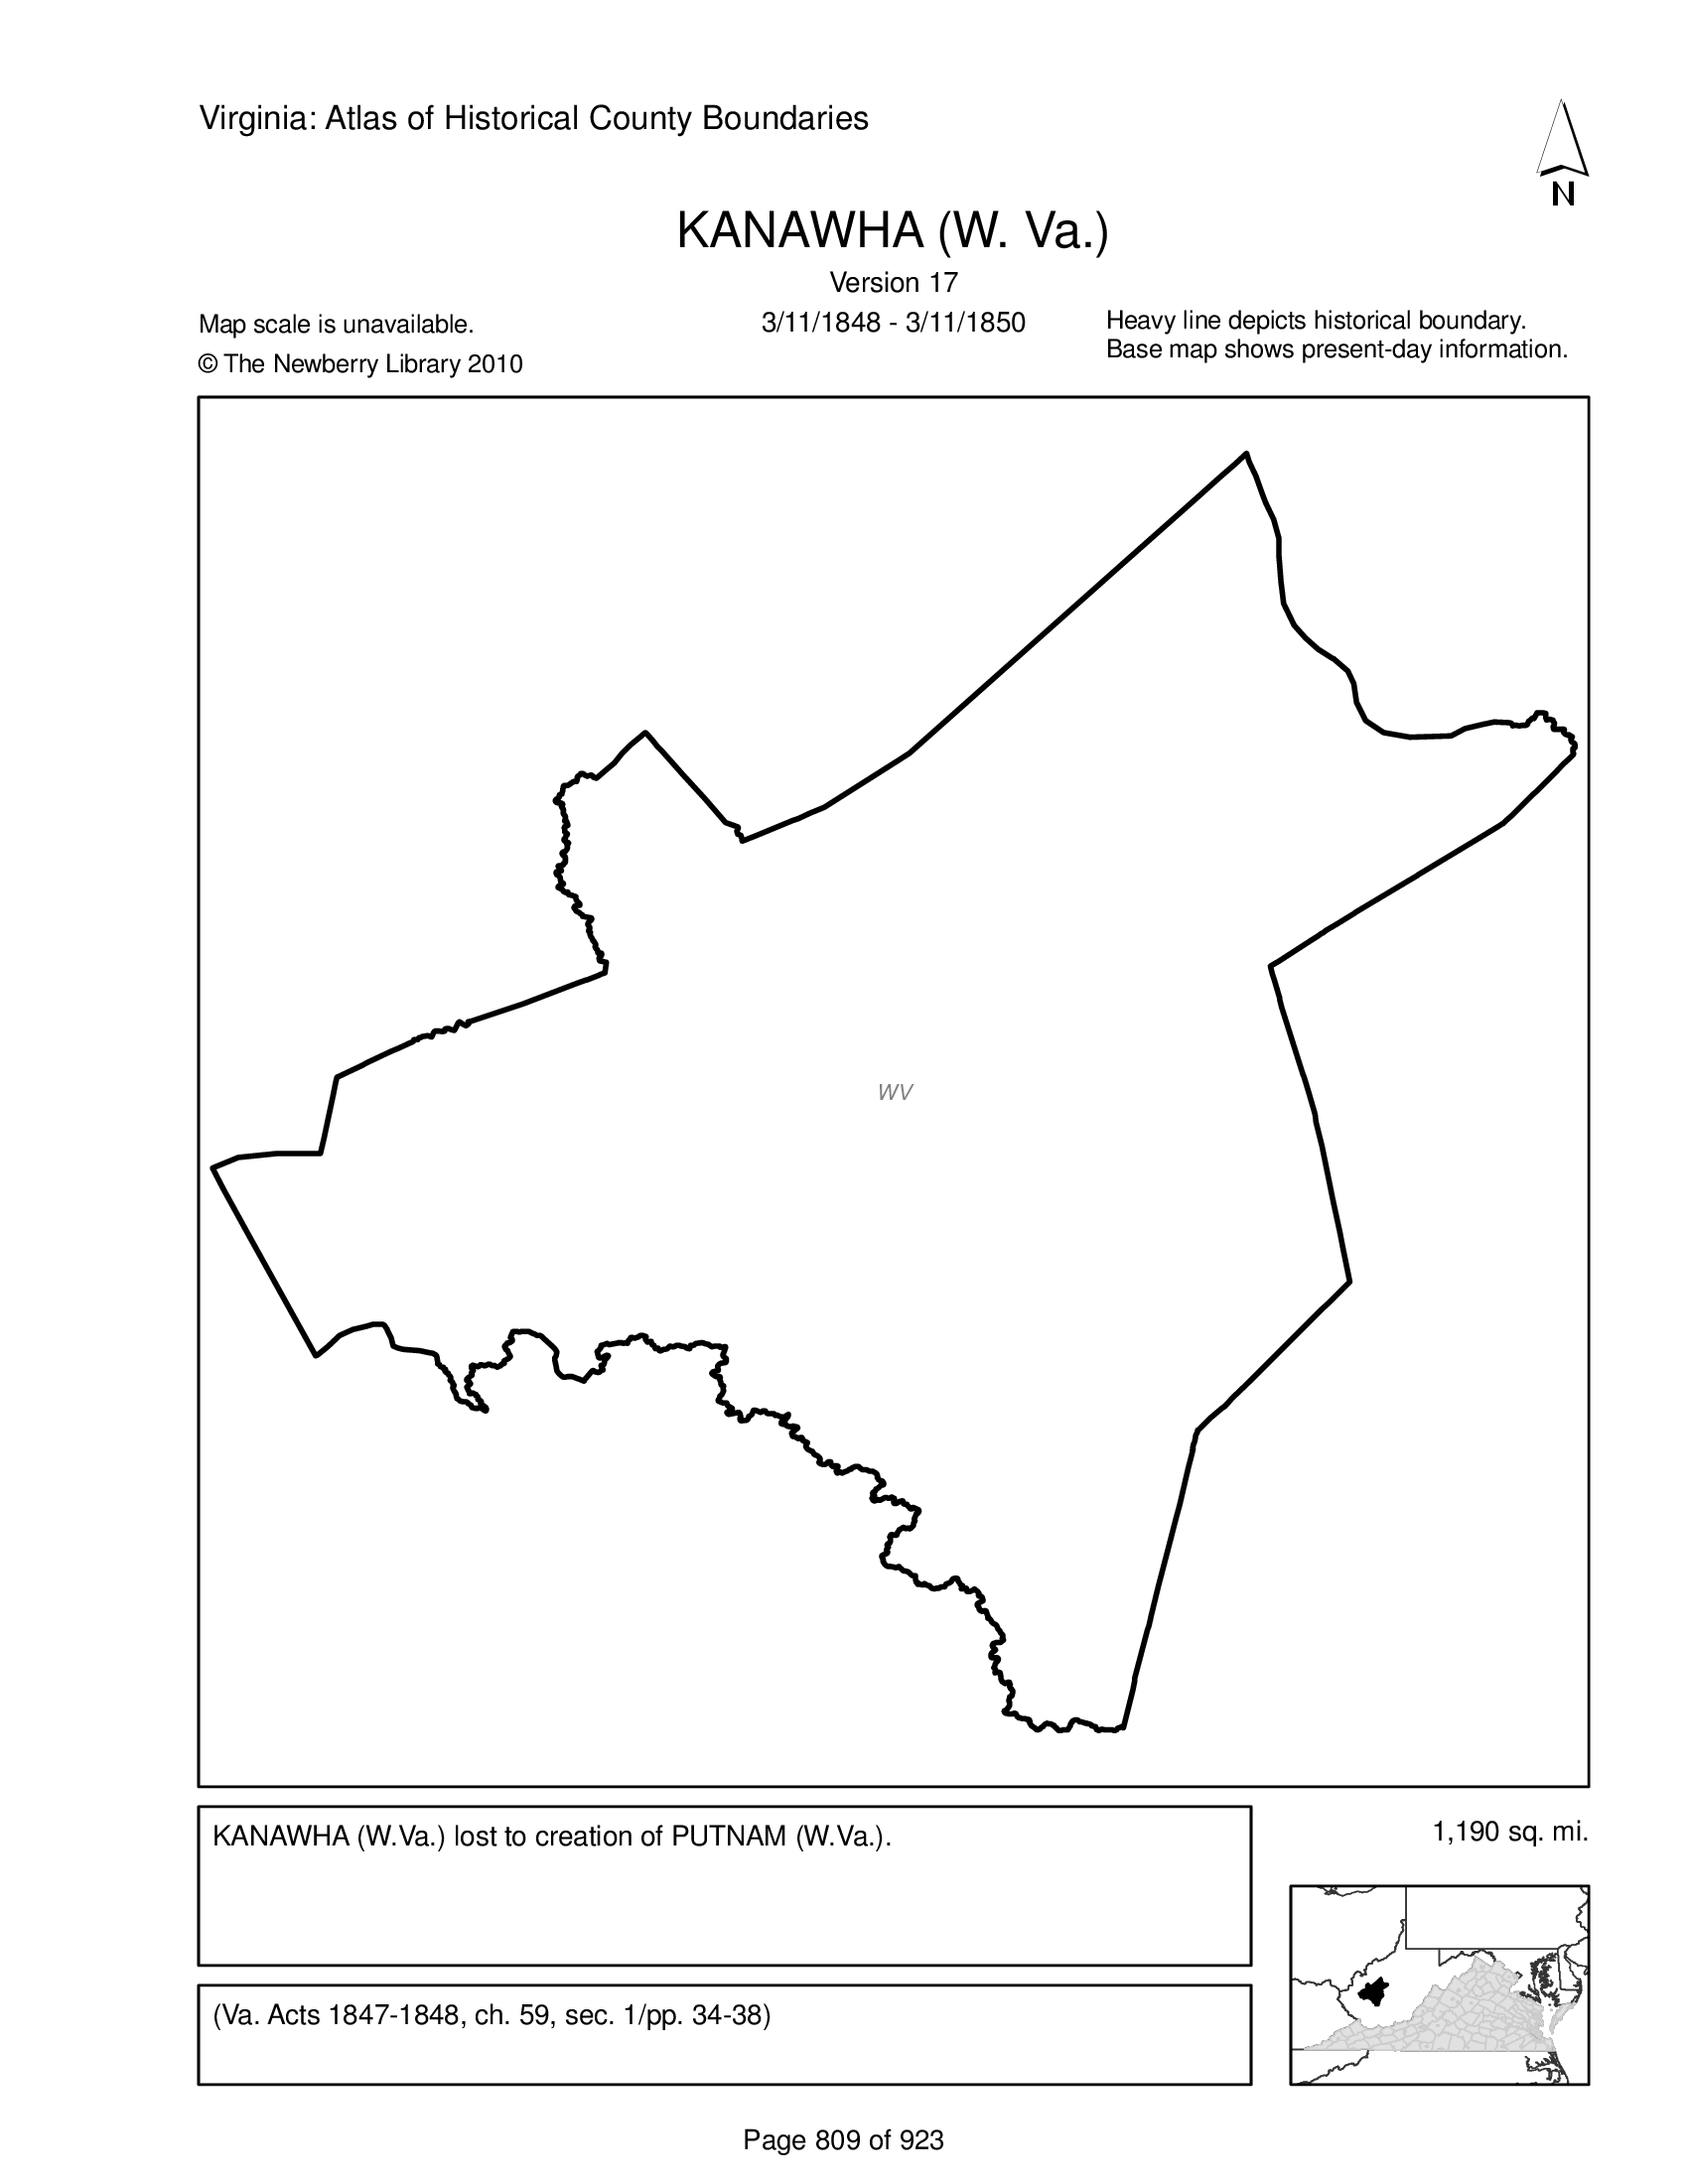 Virginia: Atlas of Historical County Boundaries
N
KANAWHA (W. Va.)
Version 17
3/11/1848 - 3/11/1850
Map scale is unavailable.
© The Newberry Library 2010
Heavy line depicts historical boundary.
Base map shows present-day information.
WV
KANAWHA (W.Va.) lost to creation of PUTNAM (W.Va.).
1,190 sq. mi.
(Va. Acts 1847-1848, ch. 59, sec. 1/pp. 34-38)
Page 809 of 923